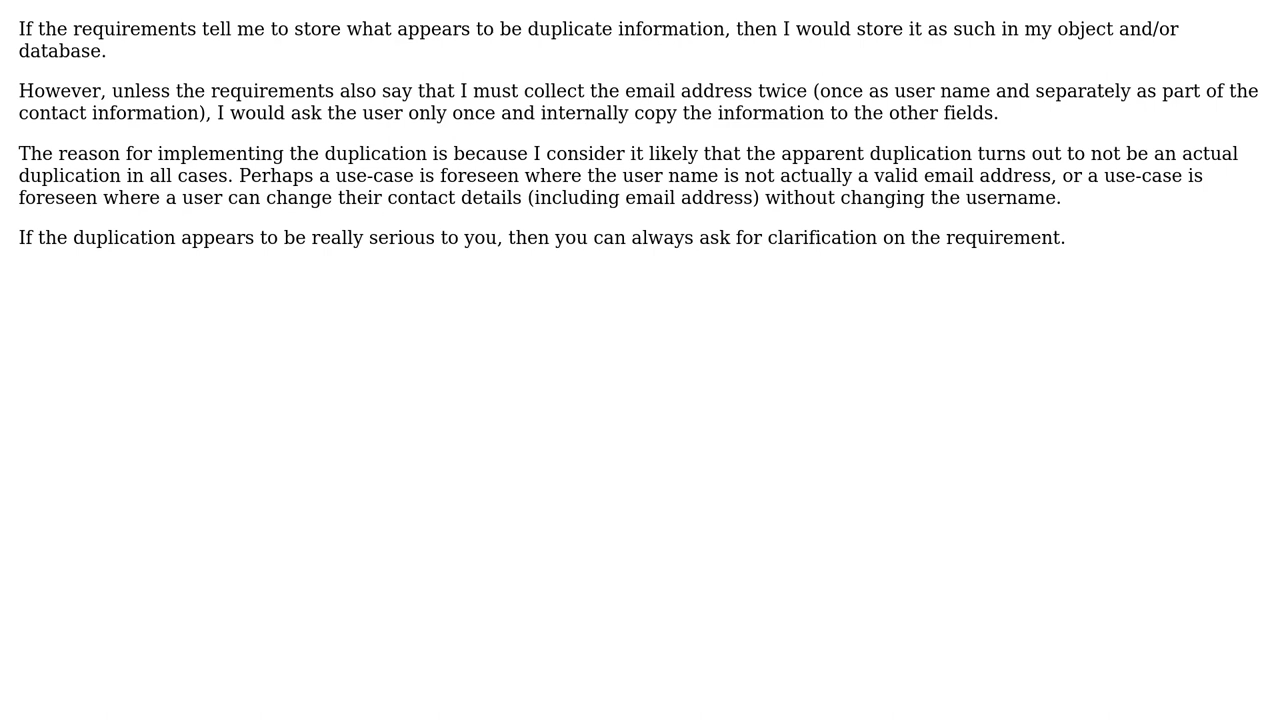 If the requirements tell me to store what appears to be duplicate information, then I would store it as such in my object and/or
database.
However, unless the requirements also say that I must collect the email address twice (once as user name and separately as part of the
contact information), I would ask the user only once and internally copy the information to the other fields.
The reason for implementing the duplication is because I consider it likely that the apparent duplication turns out to not be an actual
duplication in all cases. Perhaps a use-case is foreseen where the user name is not actually a valid email address, or a use-case is
foreseen where a user can change their contact details (including email address) without changing the username.
If the duplication appears to be really serious to you, then you can always ask for clarification on the requirement.